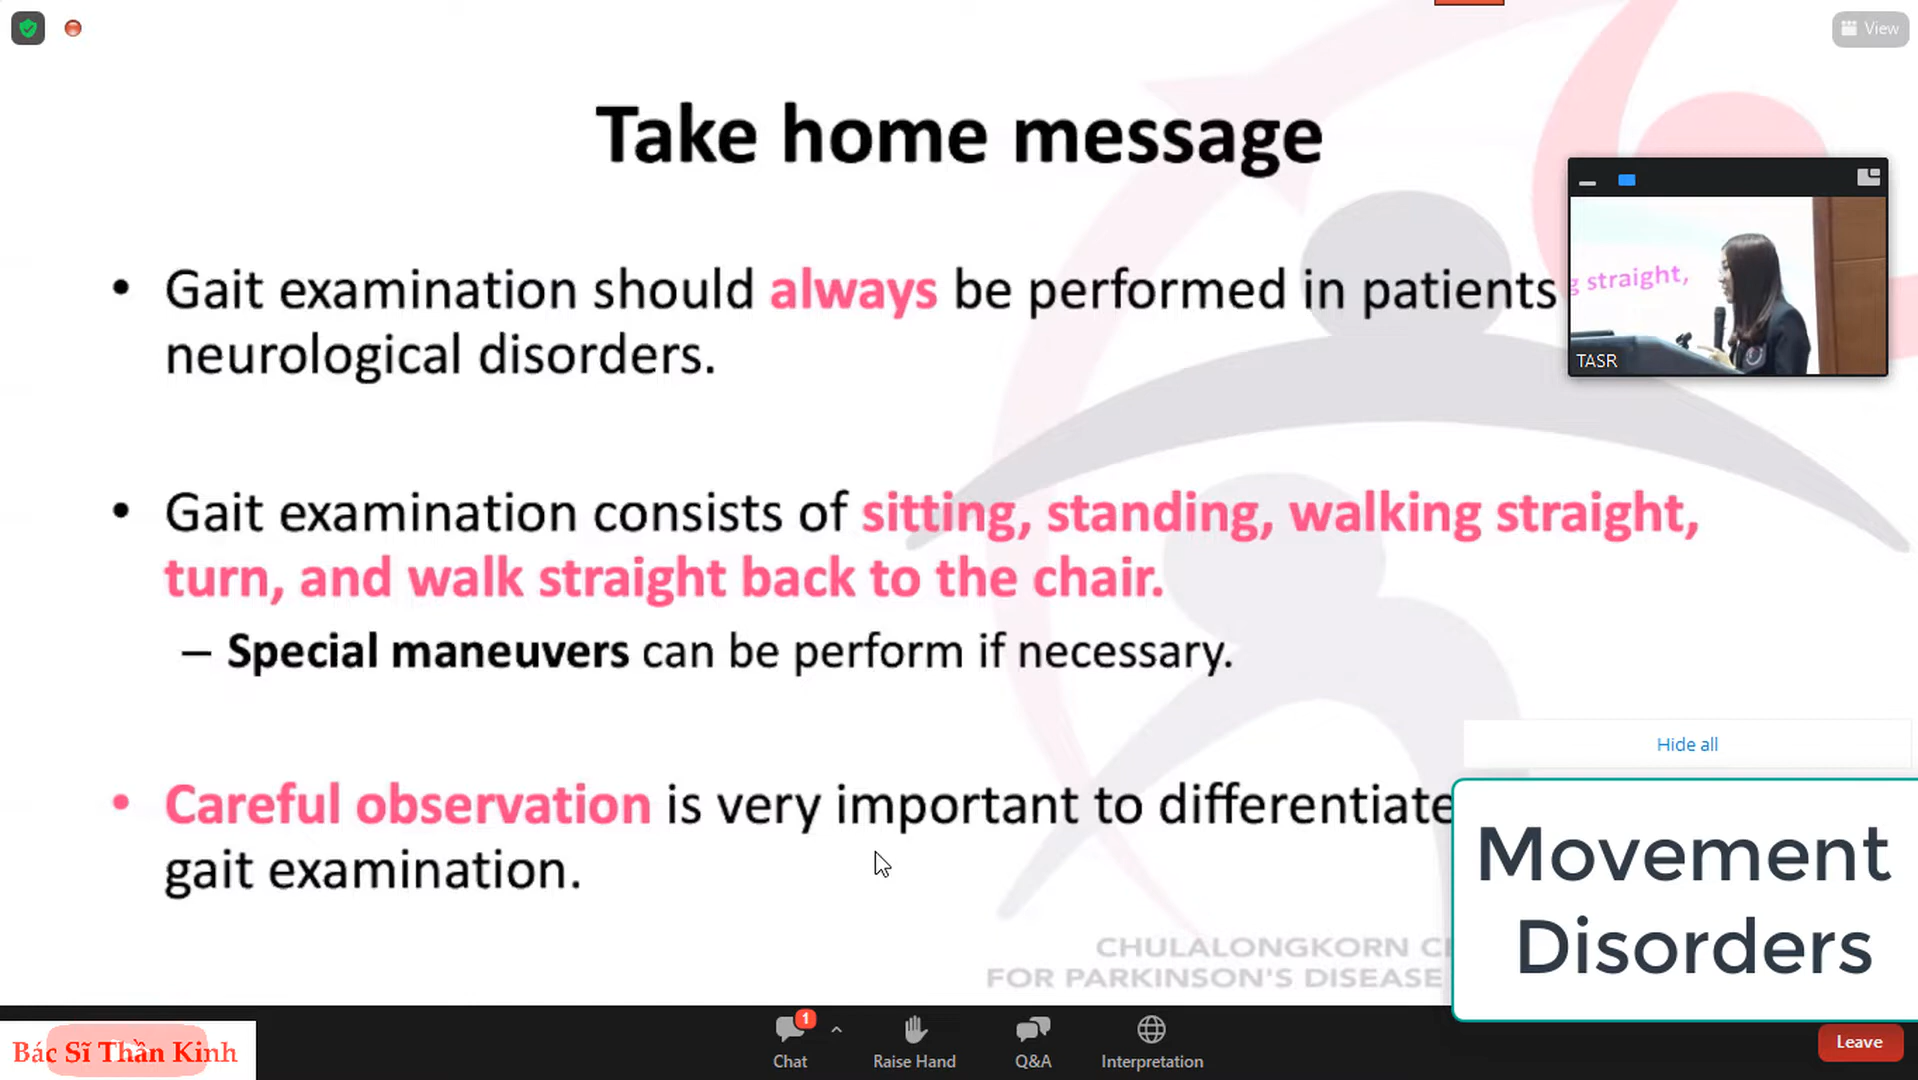 View
Take home message
• Gait examination should always be performed in patients
neurological disorders.
g straight,
TASR
• Gait examination consists of sitting, standing, walking straight,
turn, and walk straight back to the chair.
– Special maneuvers can be perform if necessary.
Hide all
• Careful observation is very important to differentiate
gait examination.
Movement
Disorders
CHULALONGKORN
FOR PARKINSON'S DISEASE
Bác Sĩ Thần Kinh
1
Chat
Raise Hand
Q&A
Interpretation
Leave